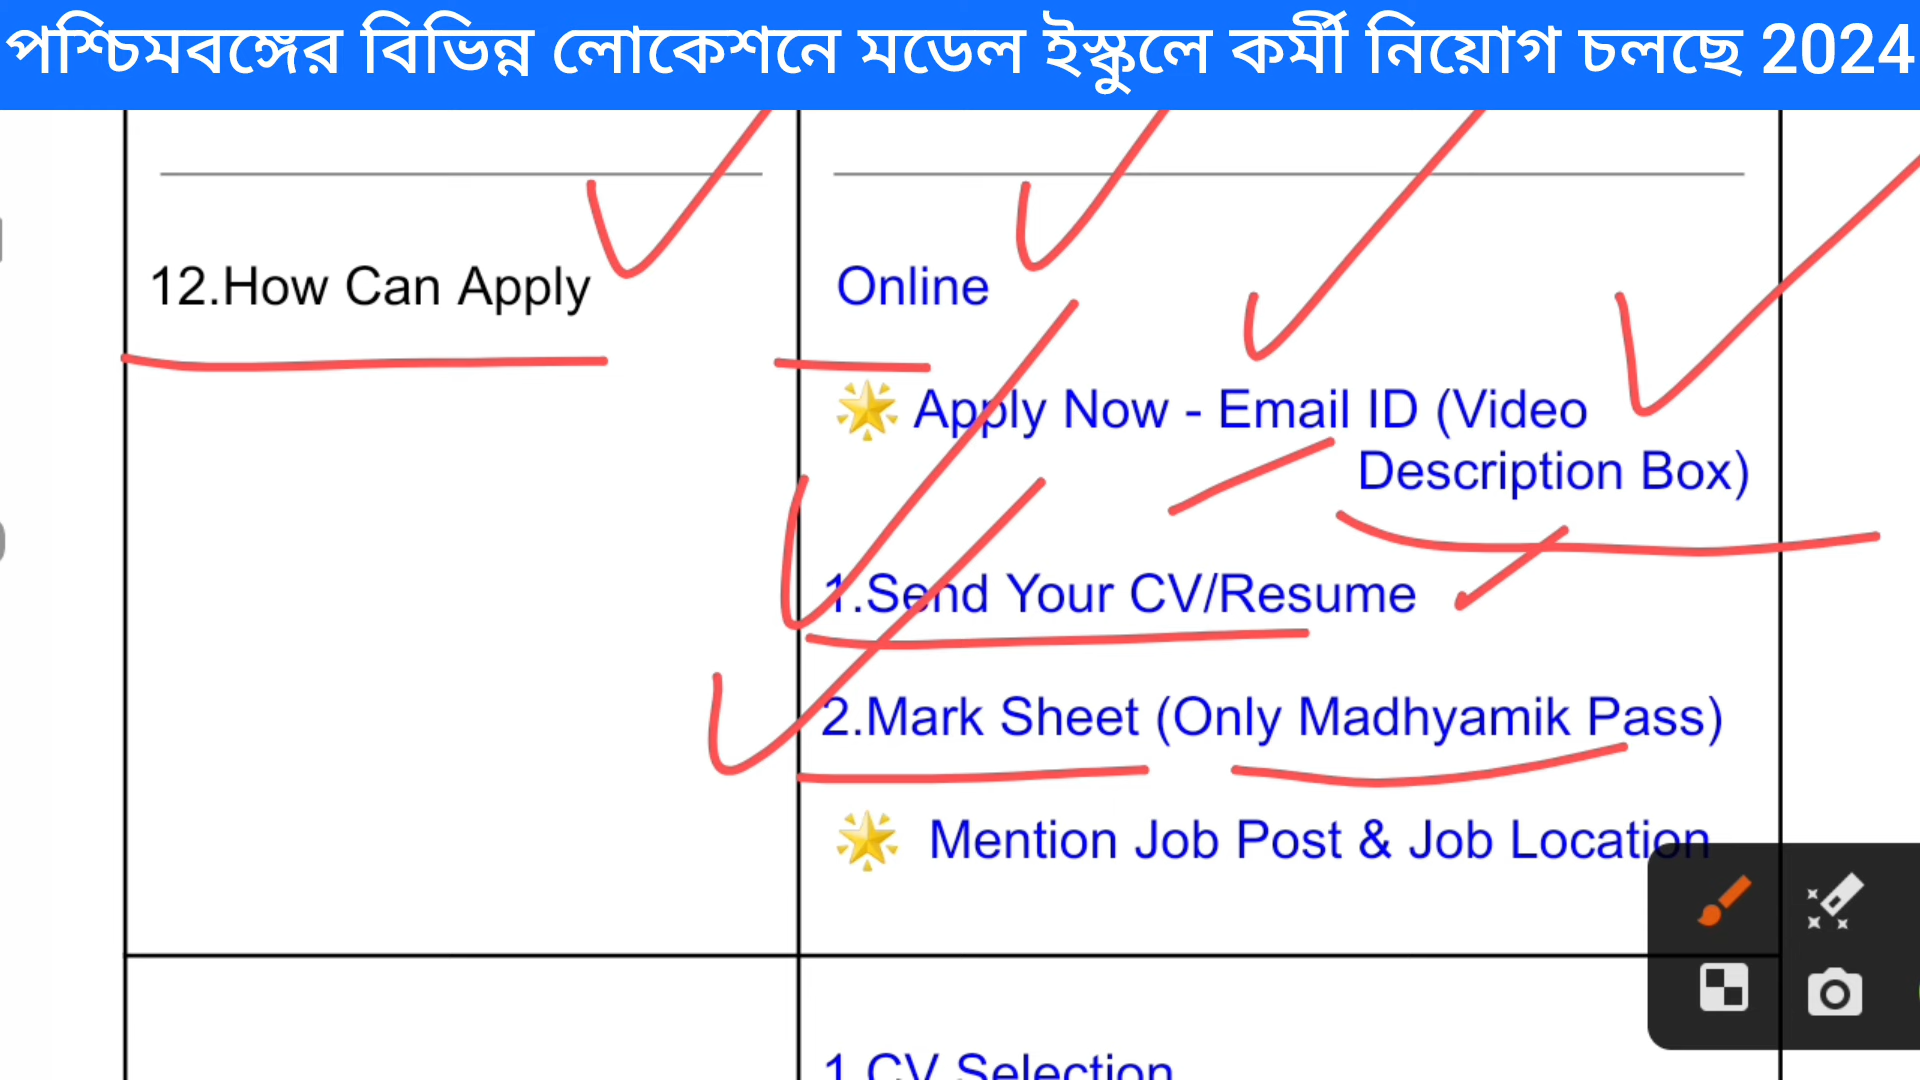 পশ্চিমবঙ্গের বিভিন্ন লোকেশনে মডেল ইস্কুলে কর্মী নিয়োগ চলছে 2024
12.How Can Apply
Online
🌟 Apply Now - Email ID (Video
Description Box)
1.Send Your CV/Resume
2.Mark Sheet (Only Madhyamik Pass)
🌟 Mention Job Post & Job Location
1.CV Selection